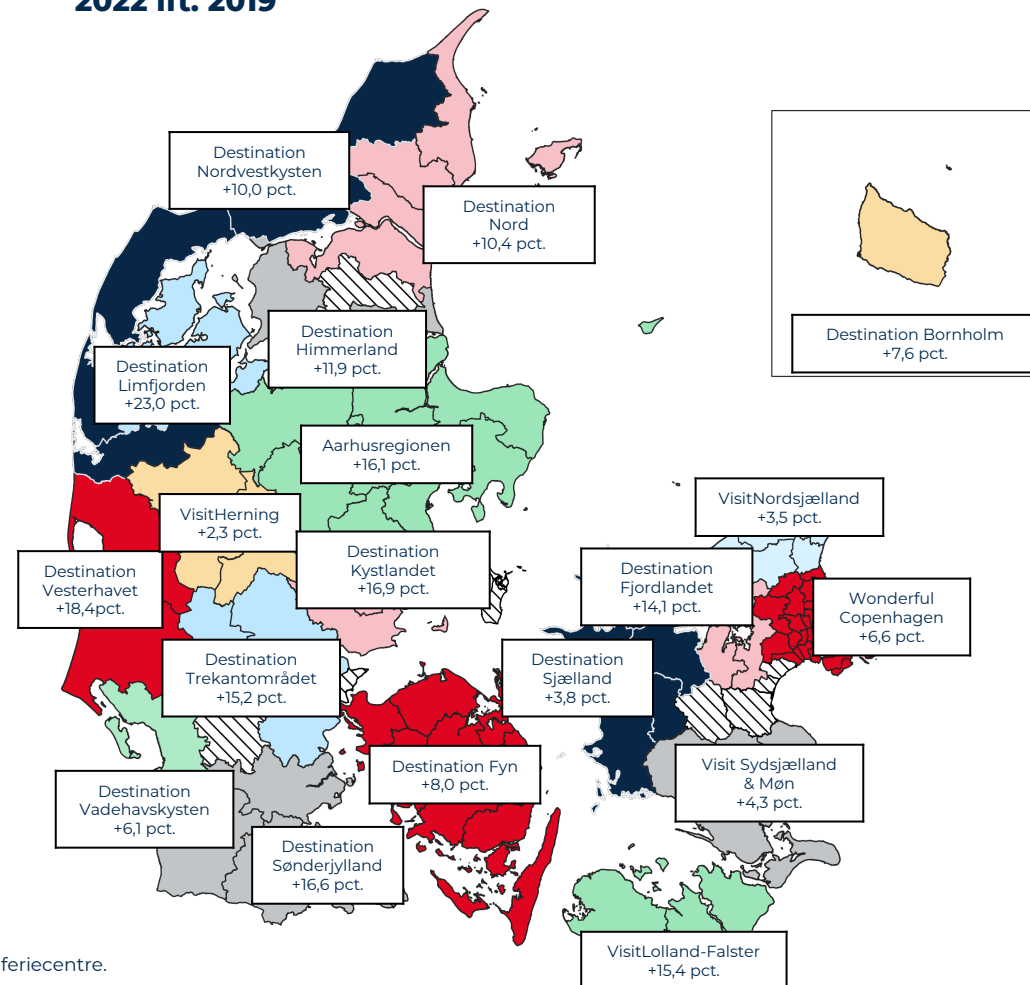 2022 ift. 2019
Destination
Nordvestkysten
+10,0 pct.
Destination
Nord
+10,4 pct.
Destination Bornholm
+7,6 pct.
Destination
Himmerland
+11,9 pct.
Destination
Limfjorden
+23,0 pct.
Aarhusregionen
+16,1 pct.
VisitHerning
+2,3 pct.
VisitNordsjælland
+3,5 pct.
Destination
Kystlandet
+16,9 pct.
Destination
Fjordlandet
+14,1 pct.
Destination
Vesterhavet
+18,4pct.
Wonderful
Copenhagen
+6,6 pct.
Destination
Trekantområdet
+15,2 pct.
Destination
Sjælland
+3,8 pct.
Destination Fyn
+8,0 pct.
Visit Sydsjælland
& Møn
+4,3 pct.
Destination
Vadehavskysten
+6,1 pct.
Destination
Sønderjylland
+16,6 pct.
VisitLolland-Falster
+15,4 pct.
feriecentre.